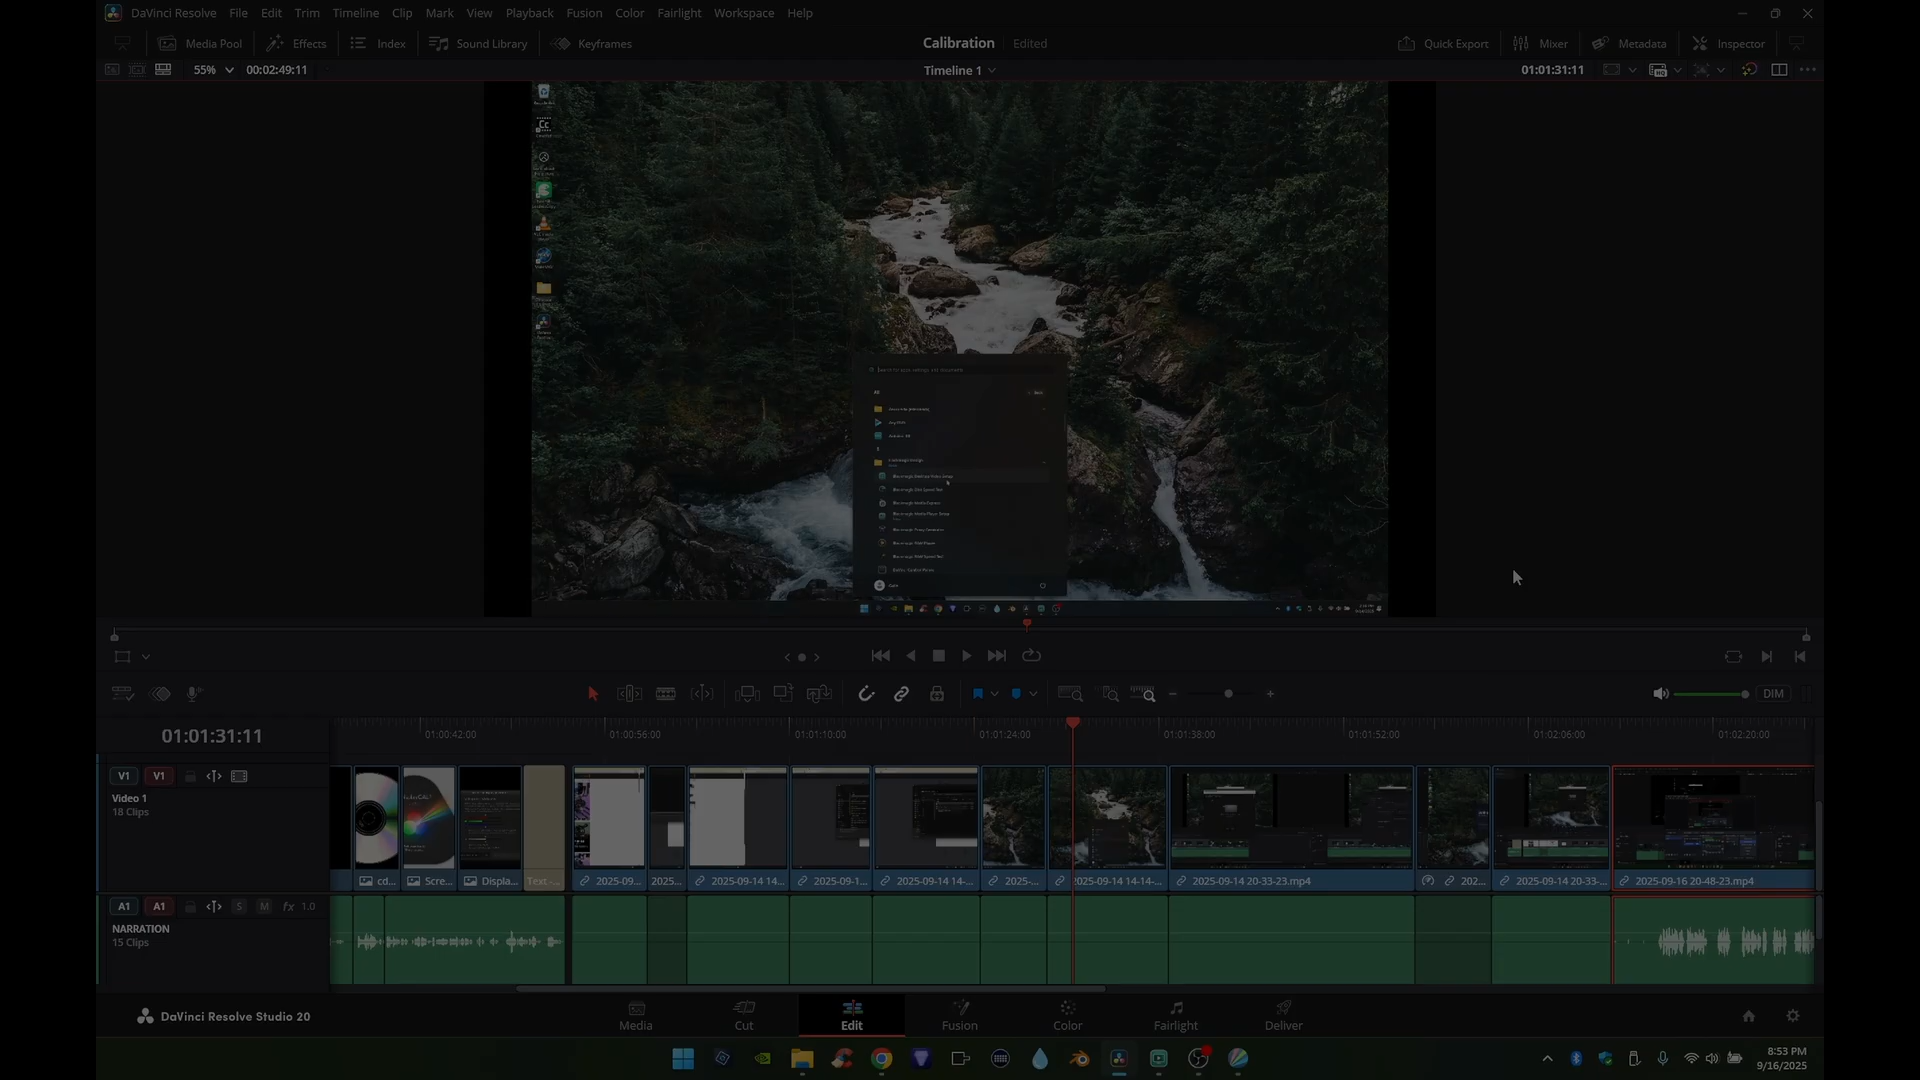 DaVinci Resolve File Edit Trim Timeline Clip Mark View Playback Fusion Color Fairlight Workspace Help
Media Pool Effects Index Sound Library Keyframes Calibration Edited Quick Export Mixer Metadata Inspector
55% 00:02:49:11 Timeline 1 01:01:31:11
All
DIM
01:01:31:11 01:00:42:00 01:00:56:00 01:01:10:00 01:01:24:00 01:01:38:00 01:01:52:00 01:02:06:00 01:02:20:00
V1 V1
Video 1
18 Clips
cd... Scre... Displa... Text -... 2025-09... 2025... 2025-09-14 14... 2025-09-1... 2025-09-14 14-... 2025-... 2025-09-14 14-14-... 2025-09-14 20-33-23.mp4 202... 2025-09-14 20-33-... 2025-09-16 20-48-23.mp4
A1 A1 S M fx 1.0
NARRATION
15 Clips
DaVinci Resolve Studio 20 Media Cut Edit Fusion Color Fairlight Deliver
8:53 PM
9/16/2025